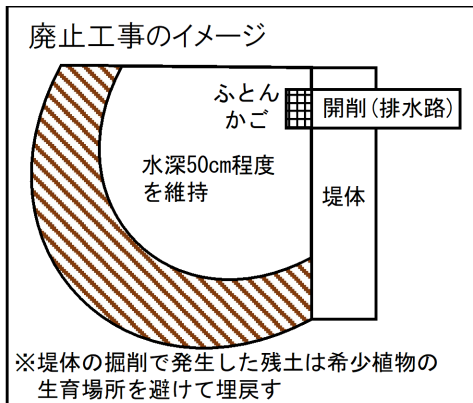 廃止工事のイメージ
ふとん
かご
開削(排水路)
水深50cm程度
を維持
堤体
※堤体の掘削で発生した残土は希少植物の
生育場所を避けて埋戻す